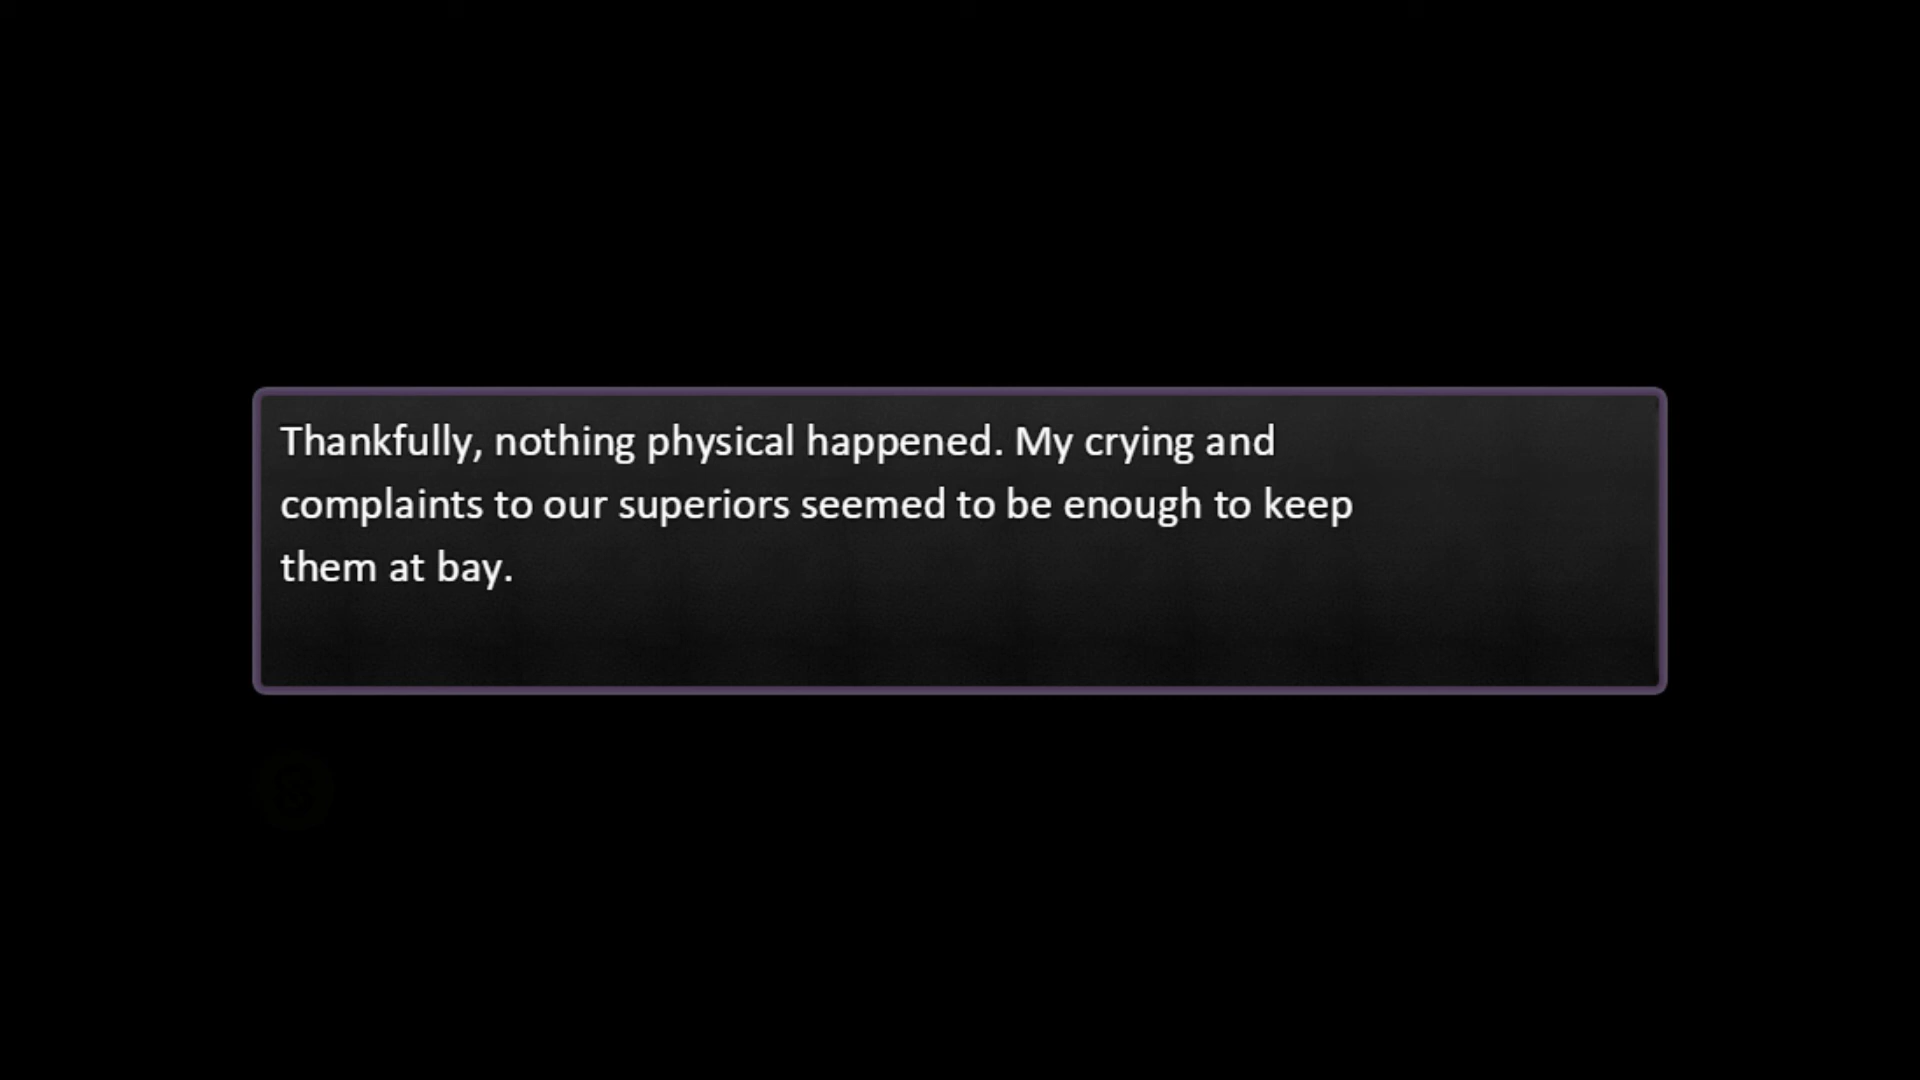 Thankfully, nothing physical happened. My crying and
complaints to our superiors seemed to be enough to keep
them at bay.